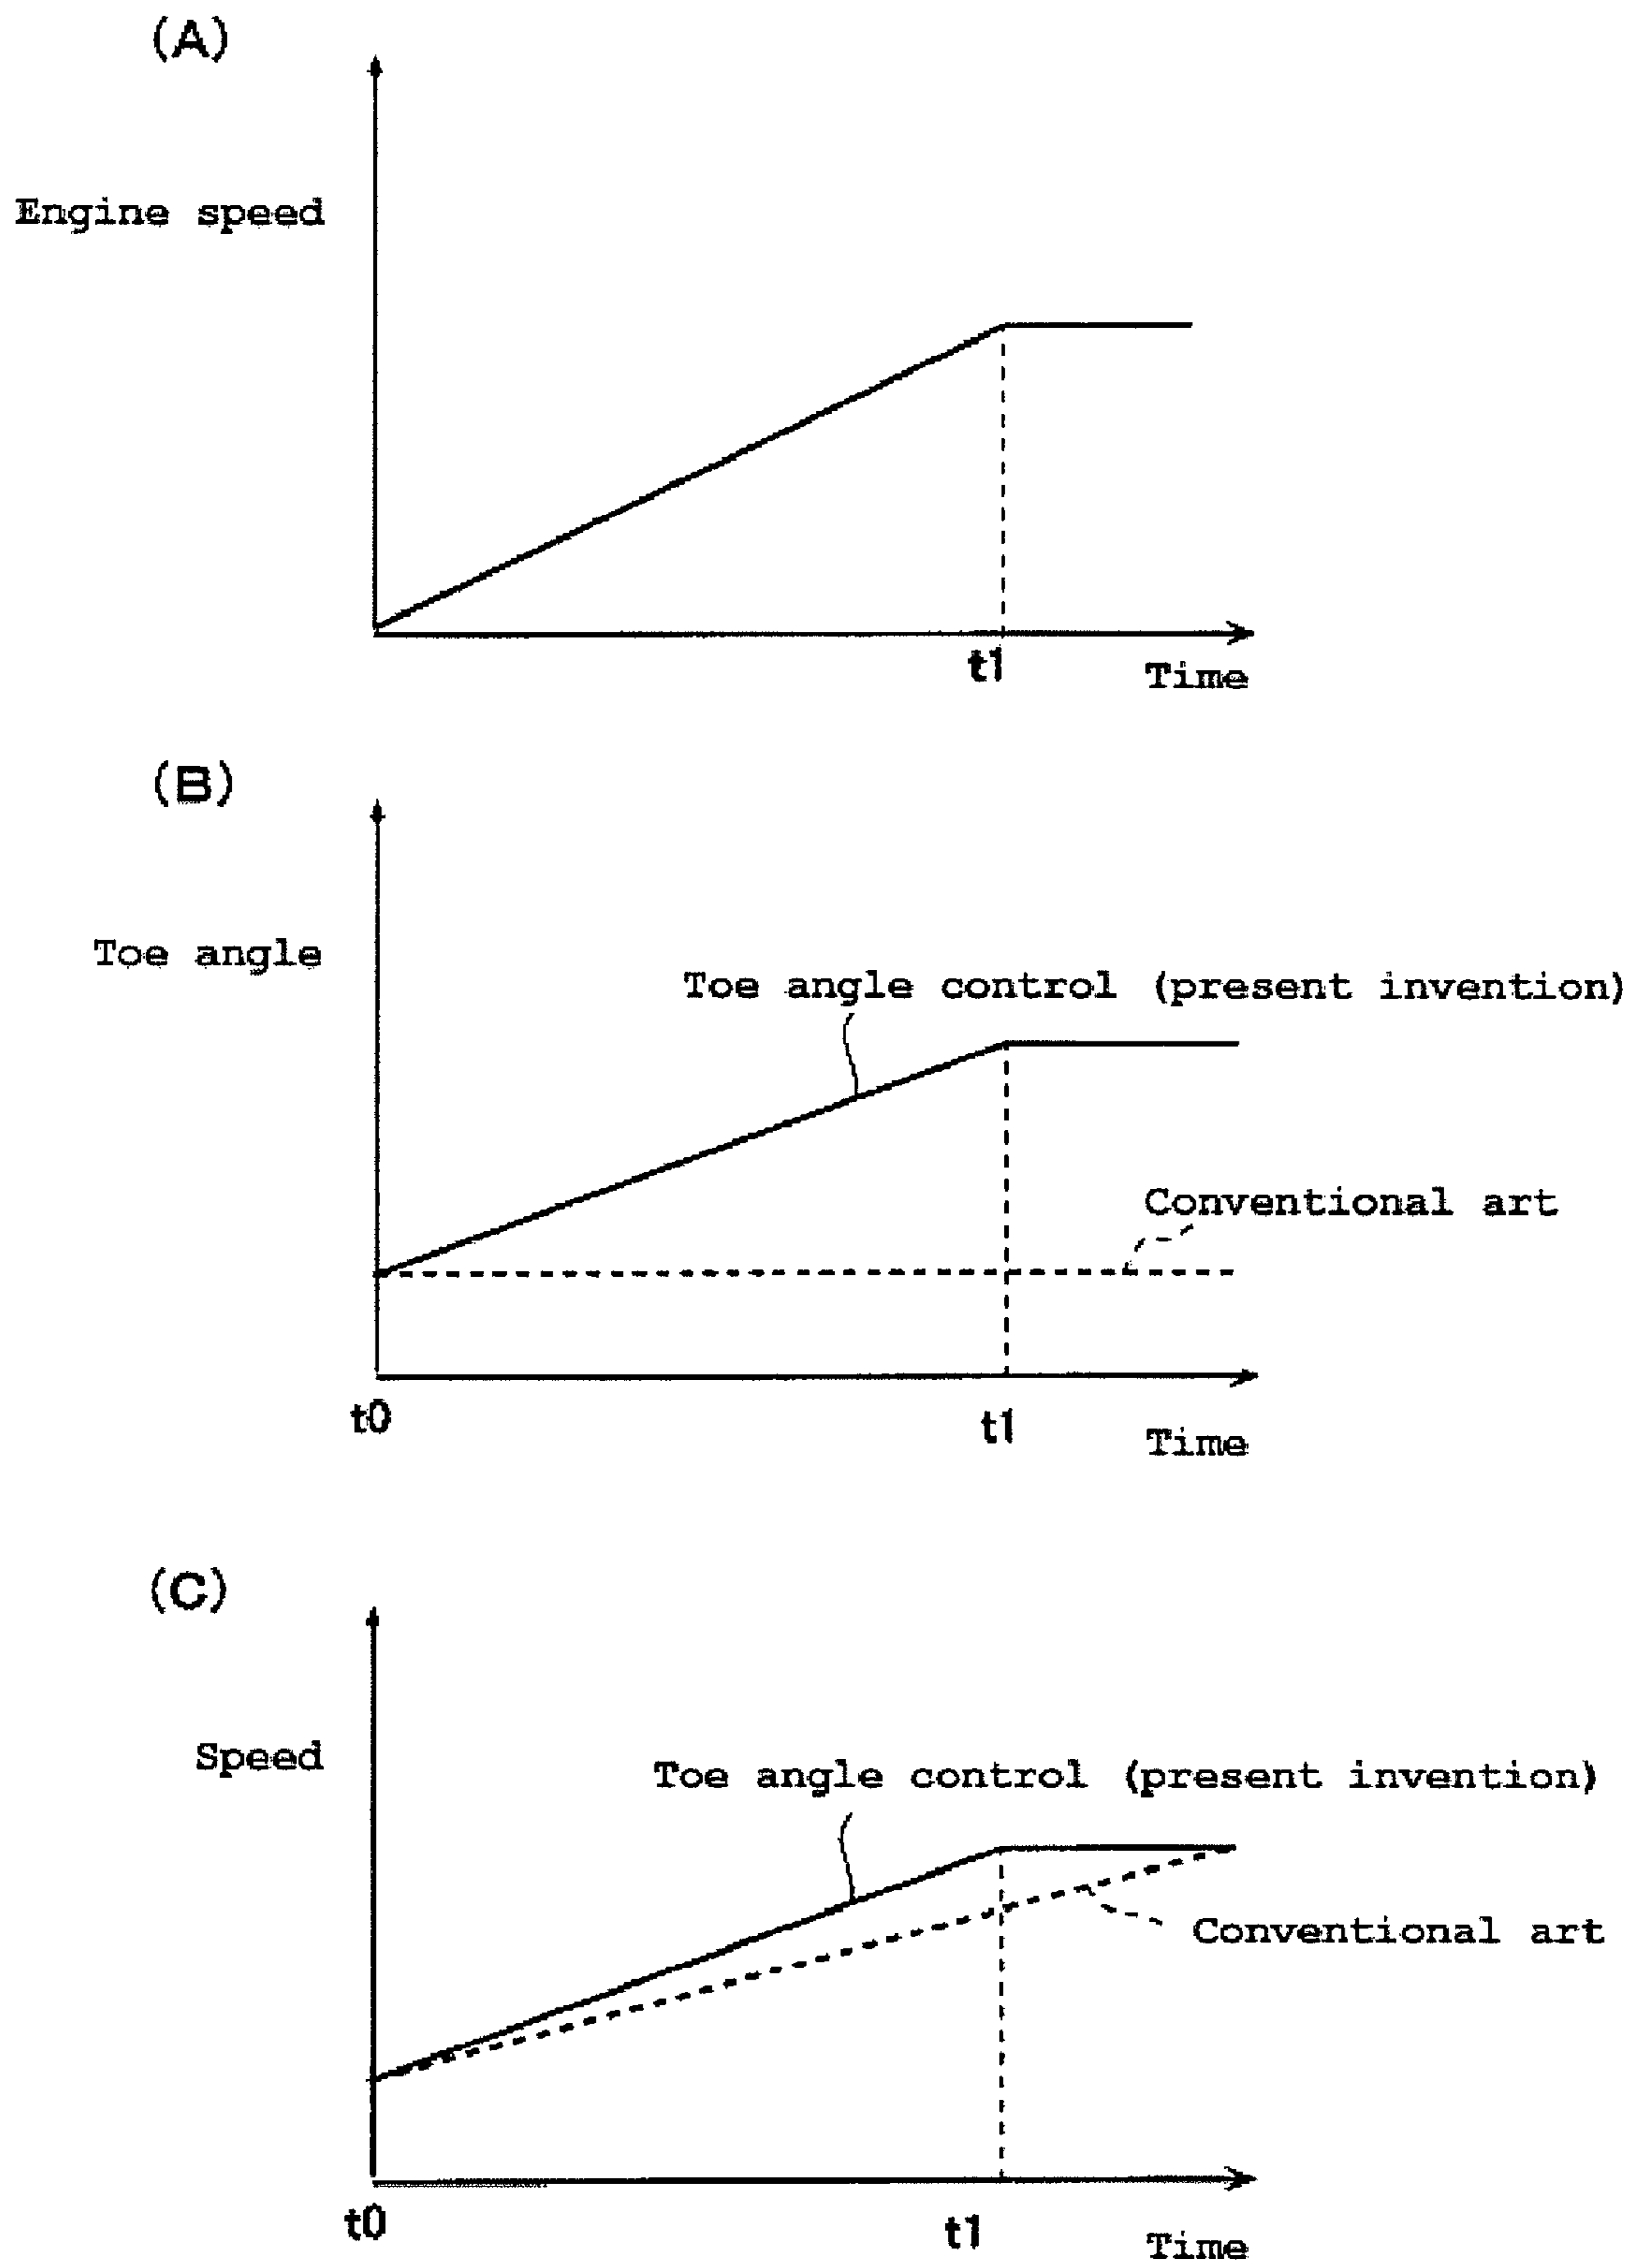 (A)
Engine speed
t1
Time
(B)
Toe angle
Toe angle control (present invention)
Conventional art
t0
t1
Time
(C)
Speed
Toe angle control (present invention)
Conventional art
t0
t1
Time